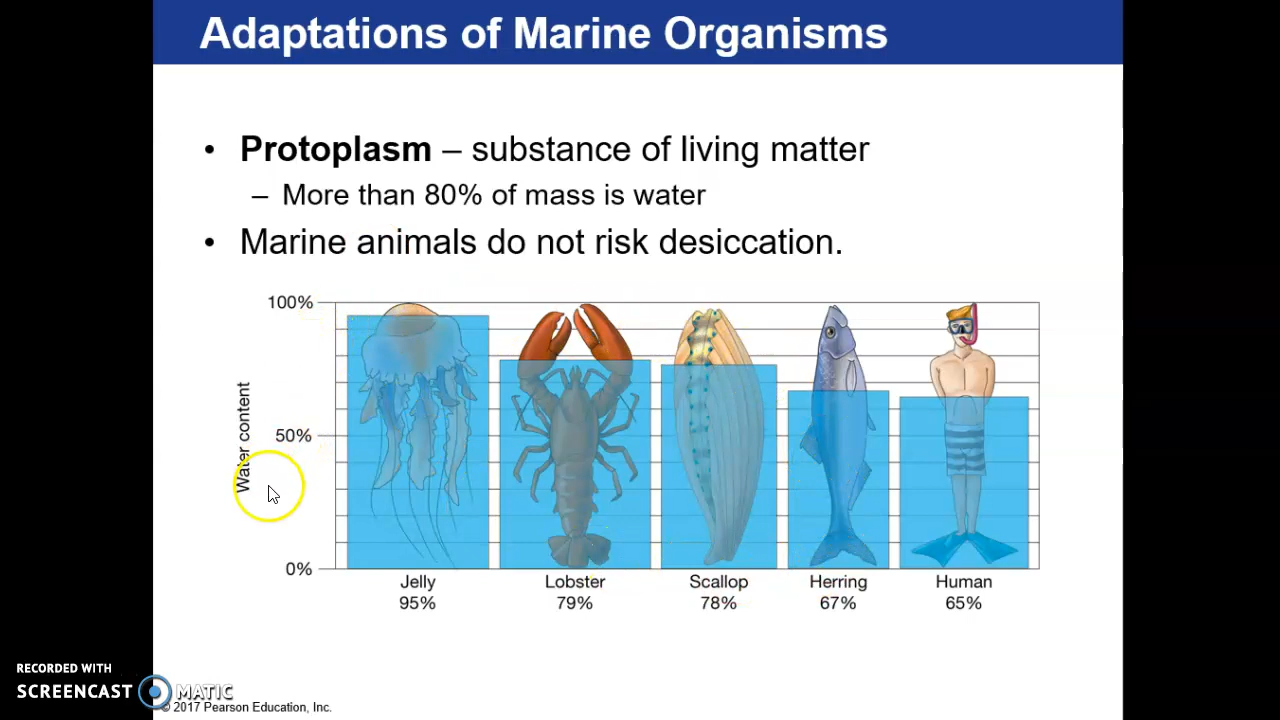 Adaptations of Marine Organisms
• Protoplasm – substance of living matter
– More than 80% of mass is water
• Marine animals do not risk desiccation.
100%
50%
0%
Water content
Jelly
95%
Lobster
79%
Scallop
78%
Herring
67%
Human
65%
RECORDED WITH
SCREENCAST MATIC
© 2017 Pearson Education, Inc.